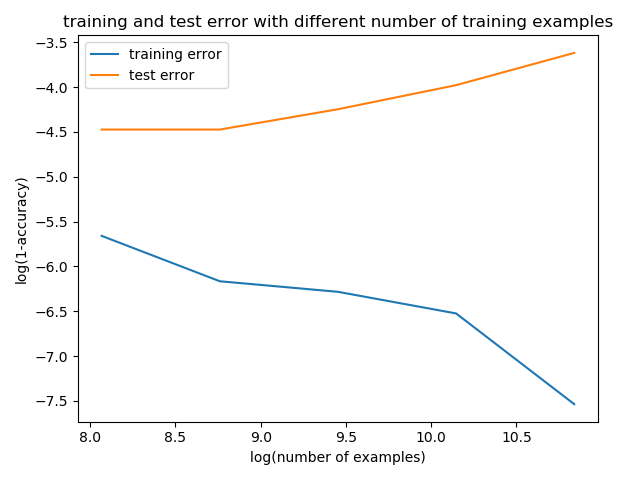 training and test error with different number of training examples
training error
test error
−3.5
−4.0
−4.5
−5.0
−5.5
−6.0
−6.5
−7.0
−7.5
log(1-accuracy)
8.0 8.5 9.0 9.5 10.0 10.5
log(number of examples)